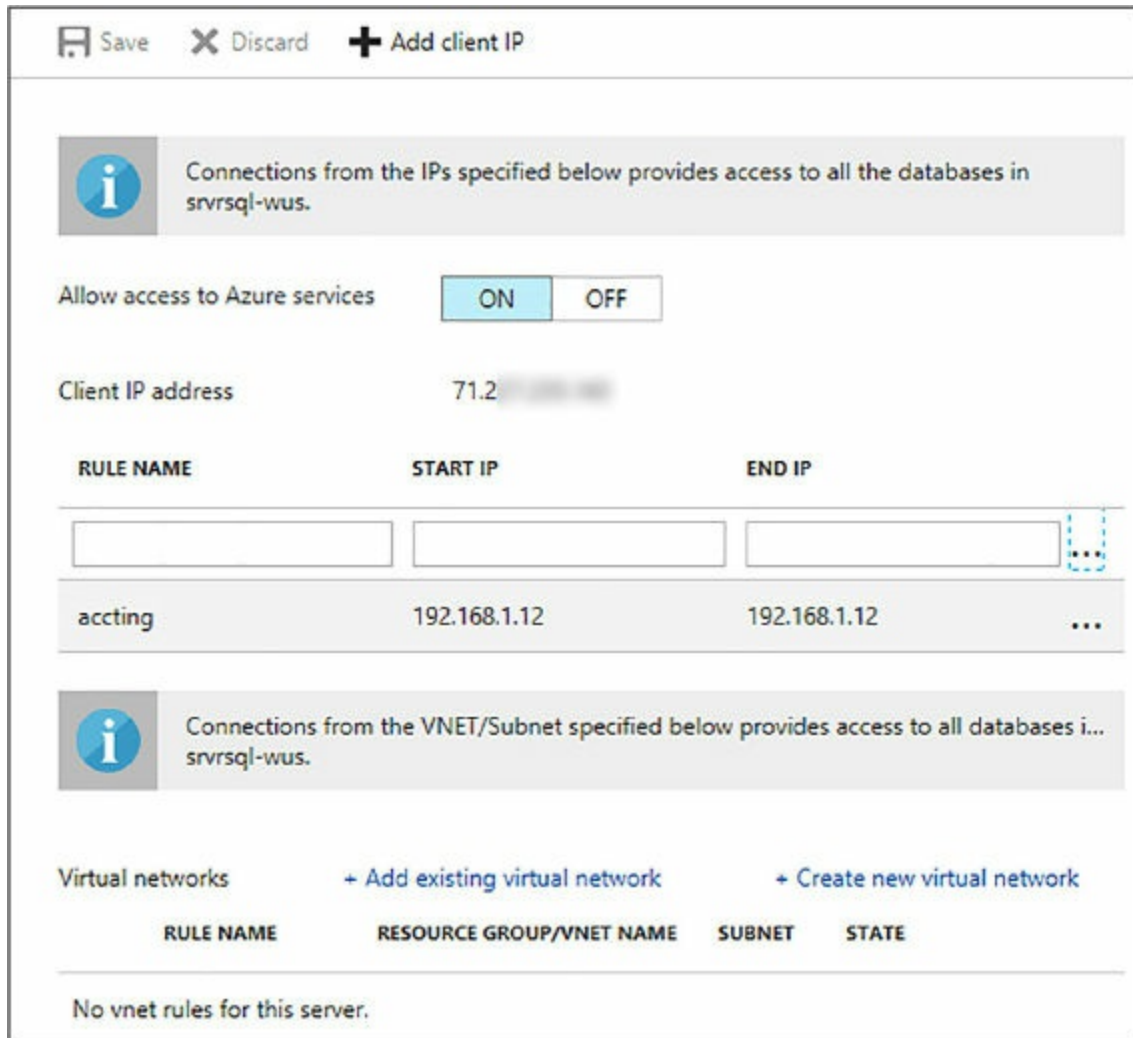 Save Discard Add client IP
Connections from the IPs specified below provides access to all the databases in
srvrsql-wus.
Allow access to Azure services ON OFF
Client IP address 71.2
RULE NAME START IP END IP
...
accting 192.168.1.12 192.168.1.12 ...
Connections from the VNET/Subnet specified below provides access to all databases i...
srvrsql-wus.
Virtual networks + Add existing virtual network + Create new virtual network
RULE NAME RESOURCE GROUP/VNET NAME SUBNET STATE
No vnet rules for this server.